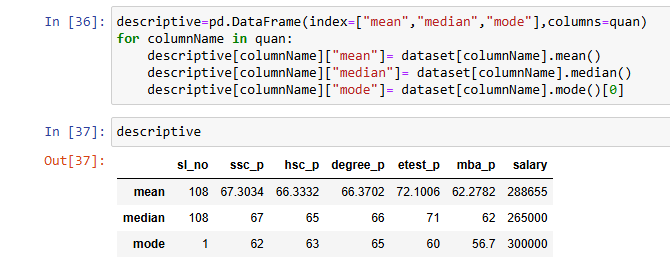 In [36]: descriptive=pd.DataFrame(index=["mean","median","mode"],columns=quan)
for columnName in quan:
    descriptive[columnName]["mean"]= dataset[columnName].mean()
    descriptive[columnName]["median"]= dataset[columnName].median()
    descriptive[columnName]["mode"]= dataset[columnName].mode()[0]
In [37]: descriptive
Out[37]:
sl_no ssc_p hsc_p degree_p etest_p mba_p salary
mean 108 67.3034 66.3332 66.3702 72.1006 62.2782 288655
median 108 67 65 66 71 62 265000
mode 1 62 63 65 60 56.7 300000